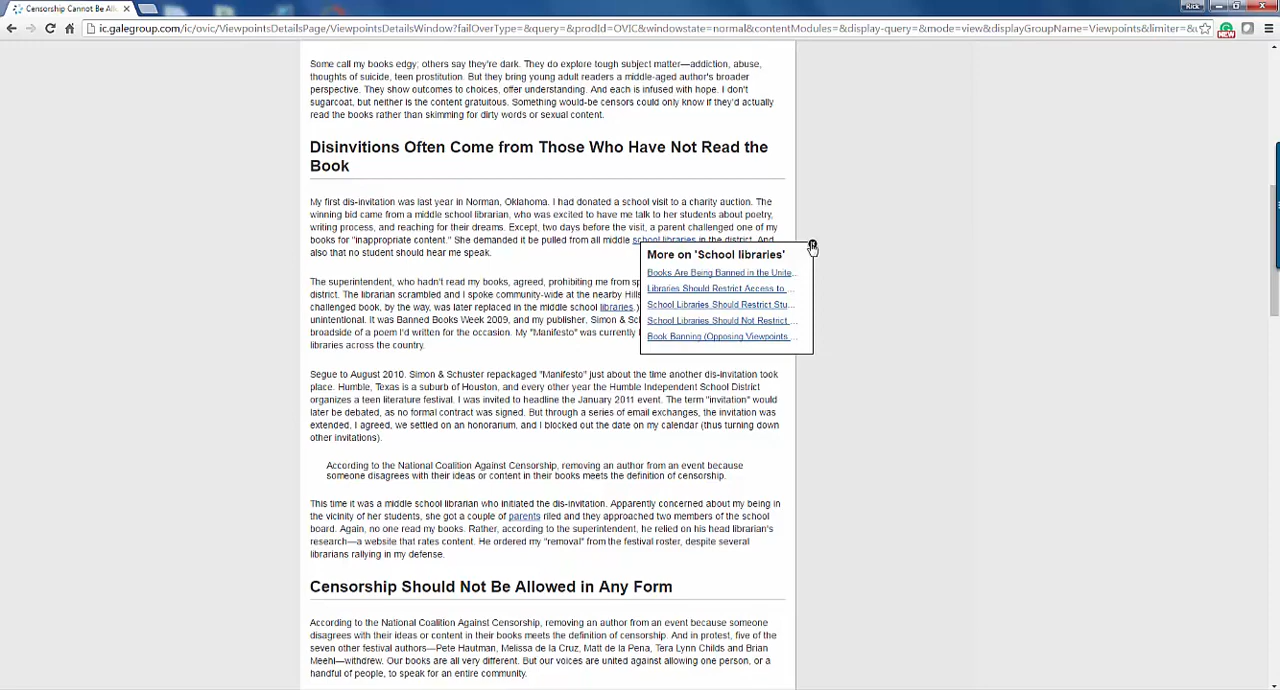 Censorship Cannot Be All
Rick
ic.galegroup.com/ic/ovic/ViewpointsDetailsPage/ViewpointsDetailsWindow?failOverType=&query=&prodId=OVIC&windowstate=normal&contentModules=&display-query=&mode=view&displayGroupName=Viewpoints&limiter=&
NEW
Some call my books edgy; others say they're dark. They do explore tough subject matter—addiction, abuse,
thoughts of suicide, teen prostitution. But they bring young adult readers a middle-aged author's broader
perspective. They show outcomes to choices, offer understanding. And each is infused with hope. I don't
sugarcoat, but neither is the content gratuitous. Something would-be censors could only know if they'd actually
read the books rather than skimming for dirty words or sexual content.
Disinvitions Often Come from Those Who Have Not Read the
Book
My first dis-invitation was last year in Norman, Oklahoma. I had donated a school visit to a charity auction. The
winning bid came from a middle school librarian, who was excited to have me talk to her students about poetry,
writing process, and reaching for their dreams. Except, two days before the visit, a parent challenged one of my
books for "inappropriate content." She demanded it be pulled from all middle school libraries in the district. And
also that no student should hear me speak.
More on 'School libraries'
Books Are Being Banned in the Unite...
Libraries Should Restrict Access to ...
School Libraries Should Restrict Stu...
School Libraries Should Not Restrict ...
Book Banning (Opposing Viewpoints ...
The superintendent, who hadn't read my books, agreed, prohibiting me from sp
district. The librarian scrambled and I spoke community-wide at the nearby Hills
challenged book, by the way, was later replaced in the middle school libraries.)
unintentional. It was Banned Books Week 2009, and my publisher, Simon & Sc
broadside of a poem I'd written for the occasion. My "Manifesto" was currently
libraries across the country.
Segue to August 2010. Simon & Schuster repackaged "Manifesto" just about the time another dis-invitation took
place. Humble, Texas is a suburb of Houston, and every other year the Humble Independent School District
organizes a teen literature festival. I was invited to headline the January 2011 event. The term "invitation" would
later be debated, as no formal contract was signed. But through a series of email exchanges, the invitation was
extended, I agreed, we settled on an honorarium, and I blocked out the date on my calendar (thus turning down
other invitations).
According to the National Coalition Against Censorship, removing an author from an event because
someone disagrees with their ideas or content in their books meets the definition of censorship.
This time it was a middle school librarian who initiated the dis-invitation. Apparently concerned about my being in
the vicinity of her students, she got a couple of parents riled and they approached two members of the school
board. Again, no one read my books. Rather, according to the superintendent, he relied on his head librarian's
research—a website that rates content. He ordered my "removal" from the festival roster, despite several
librarians rallying in my defense.
Censorship Should Not Be Allowed in Any Form
According to the National Coalition Against Censorship, removing an author from an event because someone
disagrees with their ideas or content in their books meets the definition of censorship. And in protest, five of the
seven other festival authors—Pete Hautman, Melissa de la Cruz, Matt de la Pena, Tera Lynn Childs and Brian
Meehl—withdrew. Our books are all very different. But our voices are united against allowing one person, or a
handful of people, to speak for an entire community.